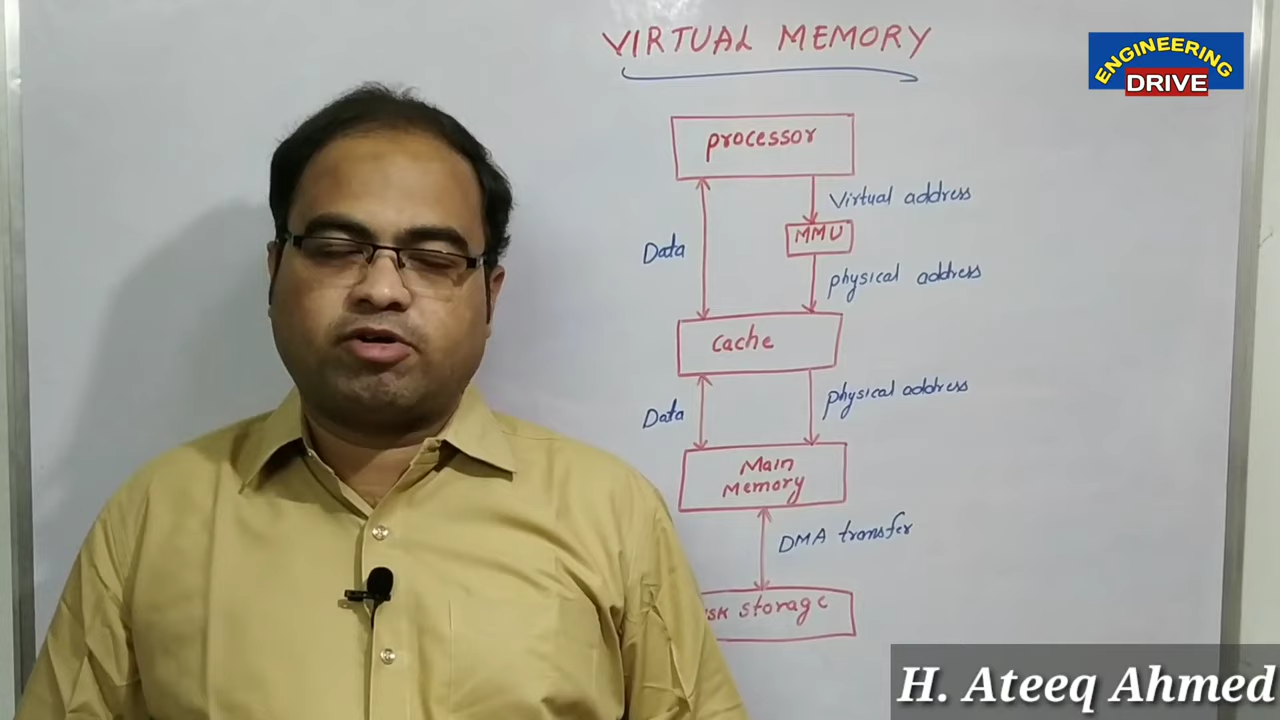 VIRTUAL MEMORY
ENGINEERING
DRIVE
processor
Virtual address
MMU
Data
physical address
cache
physical address
Data
Main
Memory
DMA transfer
storage
H. Ateeq Ahmed